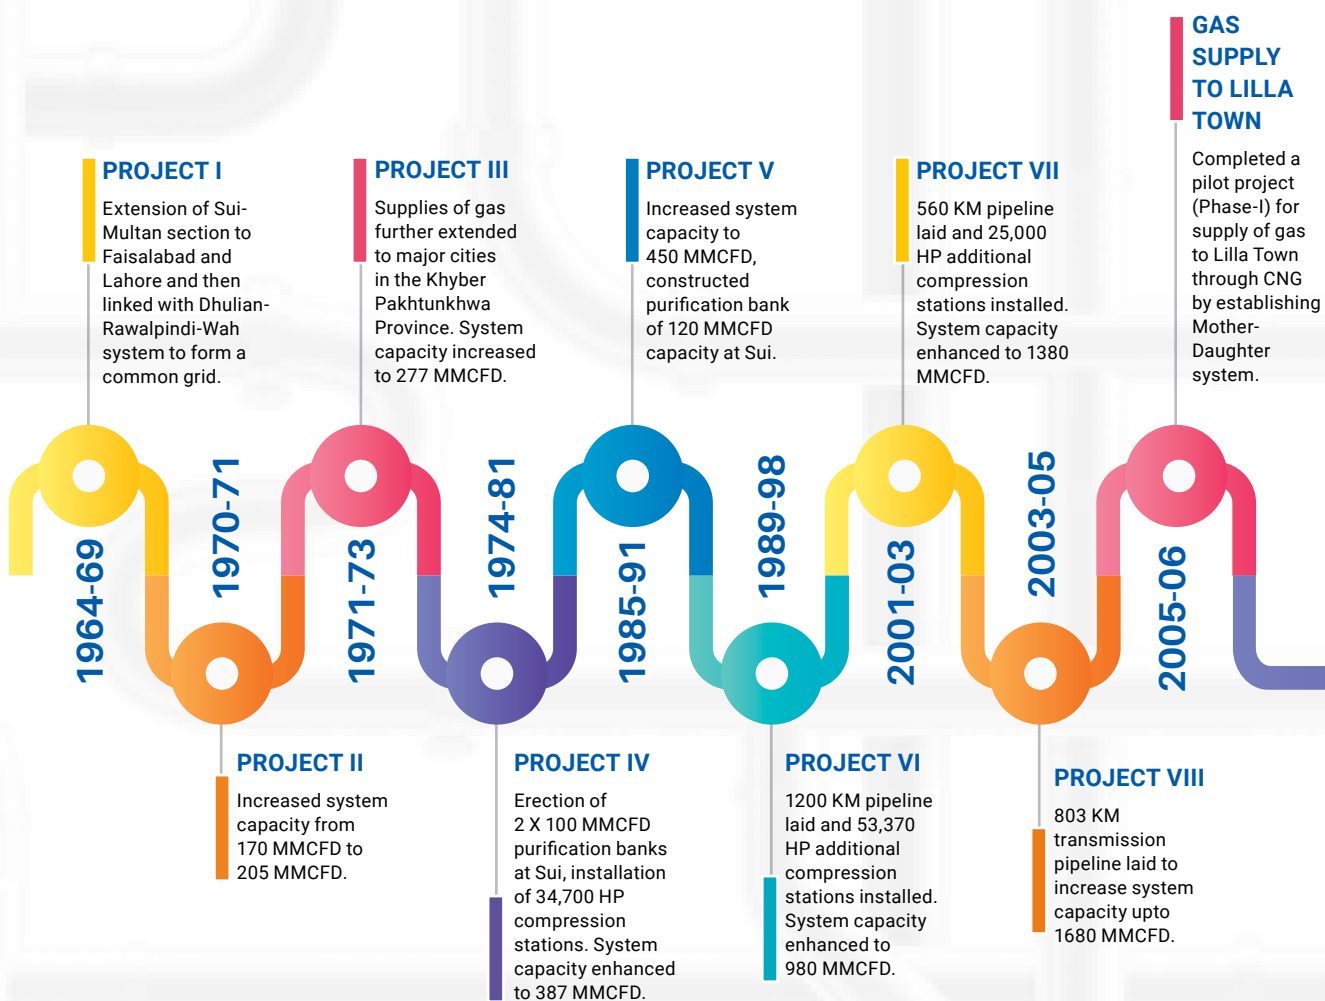 PROJECT I
Extension of Sui-
Multan section to
Faisalabad and
Lahore and then
linked with Dhulian-
Rawalpindi-Wah
system to form a
common grid.
1964-69
1970-71
PROJECT II
Increased system
capacity from
170 MMCFD to
205 MMCFD.
PROJECT III
Supplies of gas
further extended
to major cities
in the Khyber
Pakhtunkhwa
Province. System
capacity increased
to 277 MMCFD.
1971-73
1974-81
PROJECT IV
Erection of
2 X 100 MMCFD
purification banks
at Sui, installation
of 34,700 HP
compression
stations. System
capacity enhanced
to 387 MMCFD.
PROJECT V
Increased system
capacity to
450 MMCFD,
constructed
purification bank
of 120 MMCFD
capacity at Sui.
1985-91
1989-98
PROJECT VI
1200 KM pipeline
laid and 53,370
HP additional
compression
stations installed.
System capacity
enhanced to
980 MMCFD.
PROJECT VII
560 KM pipeline
laid and 25,000
HP additional
compression
stations installed.
System capacity
enhanced to 1380
MMCFD.
2001-03
2003-05
PROJECT VIII
803 KM
transmission
pipeline laid to
increase system
capacity upto
1680 MMCFD.
GAS
SUPPLY
TO LILLA
TOWN
Completed a
pilot project
(Phase-I) for
supply of gas
to Lilla Town
through CNG
by establishing
Mother-
Daughter
system.
2005-06